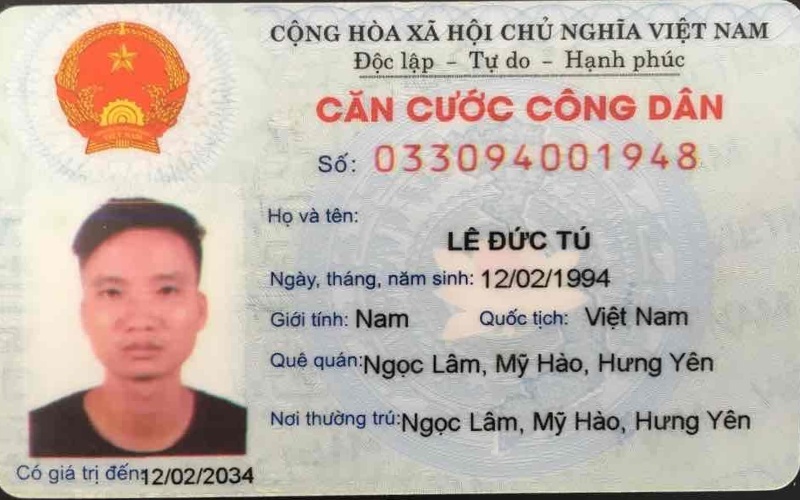 CỘNG HÒA XÃ HỘI CHỦ NGHĨA VIỆT NAM
Độc lập - Tự do - Hạnh phúc
CĂN CƯỚC CÔNG DÂN
Số: 033094001948
Họ và tên:
LÊ ĐỨC TÚ
Ngày, tháng, năm sinh: 12/02/1994
Giới tính: Nam Quốc tịch: Việt Nam
Quê quán: Ngọc Lâm, Mỹ Hào, Hưng Yên
Nơi thường trú: Ngọc Lâm, Mỹ Hào, Hưng Yên
Có giá trị đến: 12/02/2034